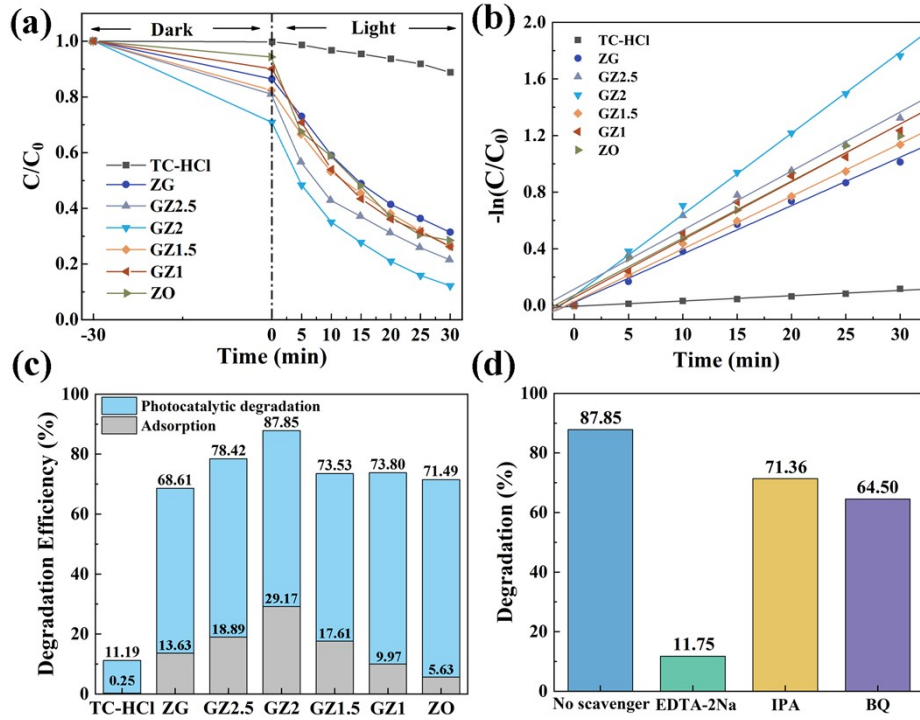 (a)
Dark
Light
C/C0
1.0
0.8
0.6
0.4
0.2
0.0
TC-HCl
ZG
GZ2.5
GZ2
GZ1.5
GZ1
ZO
-30
0
5
10
15
20
25
30
Time (min)
(b)
-ln(C/C0)
2.0
1.6
1.2
0.8
0.4
0.0
TC-HCl
ZG
GZ2.5
GZ2
GZ1.5
GZ1
ZO
0
5
10
15
20
25
30
Time (min)
(c)
Degradation Efficiency (%)
100
80
60
40
20
0
Photocatalytic degradation
Adsorption
11.19
0.25
68.61
13.63
78.42
18.89
87.85
29.17
73.53
17.61
73.80
9.97
71.49
5.63
TC-HCl
ZG
GZ2.5
GZ2
GZ1.5
GZ1
ZO
(d)
Degradation (%)
100
80
60
40
20
0
87.85
11.75
71.36
64.50
No scavenger
EDTA-2Na
IPA
BQ